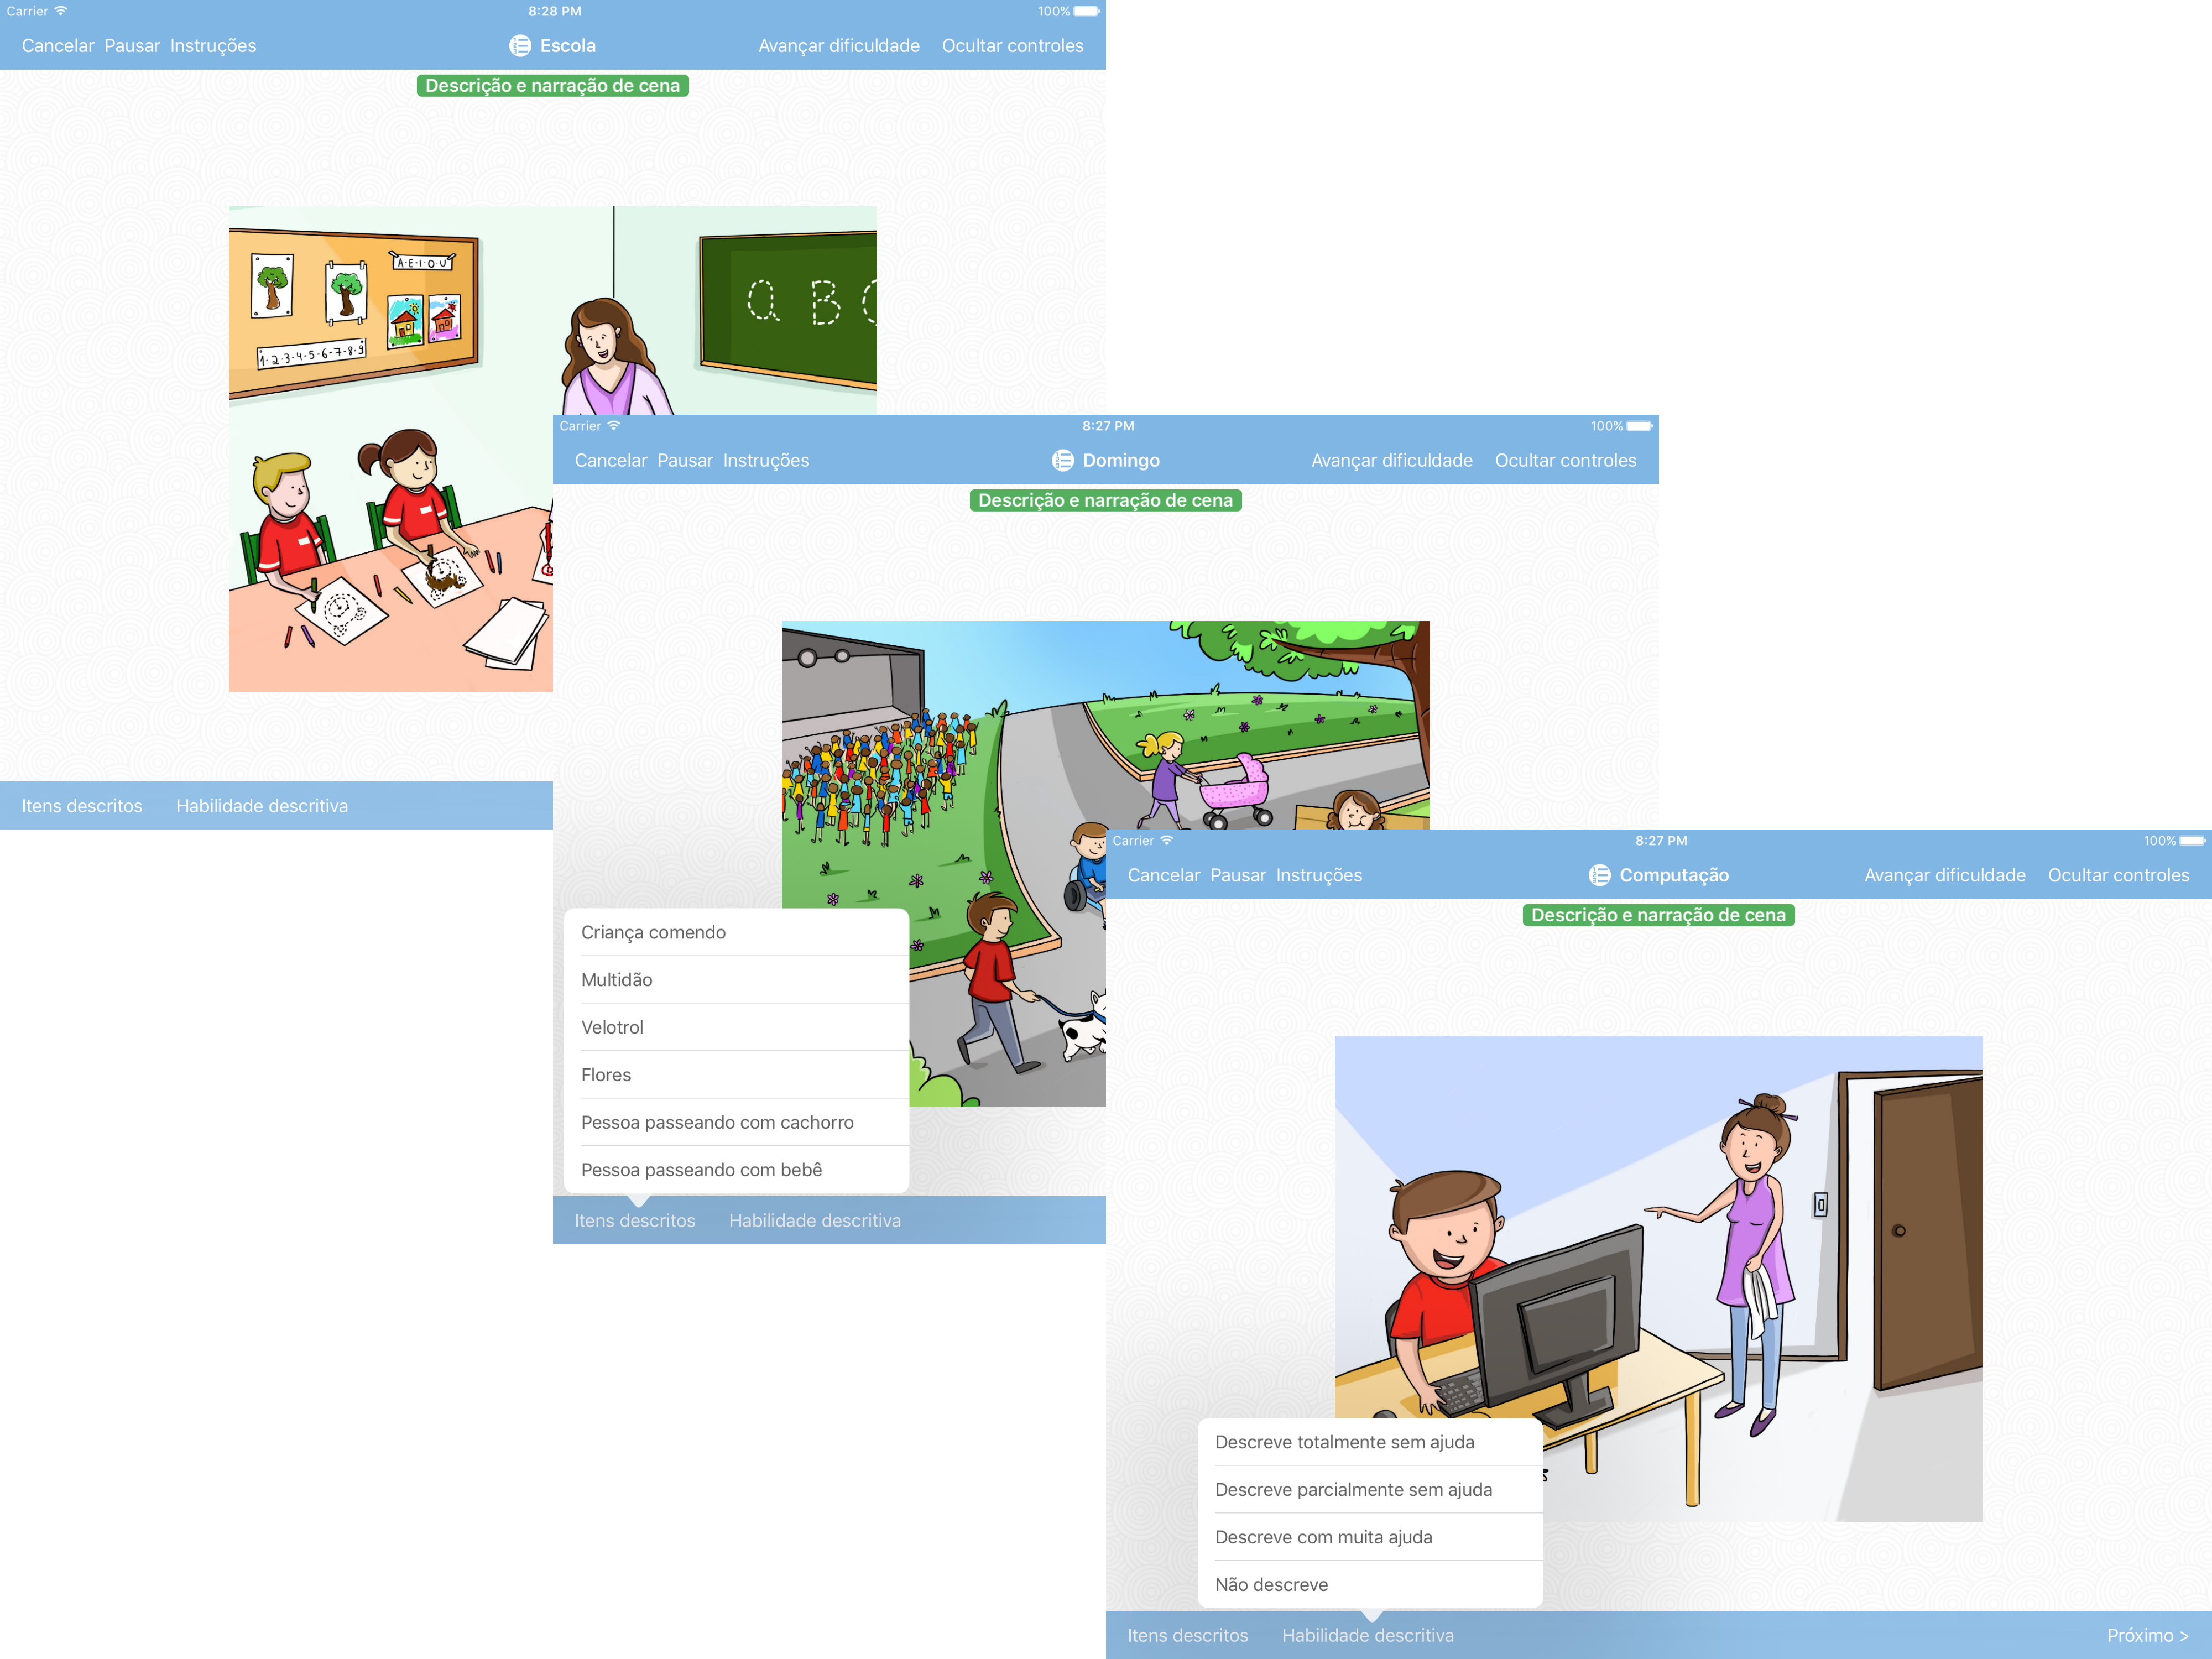 Carrier 8:28 PM 100%
Cancelar Pausar Instruções Escola Avançar dificuldade Ocultar controles
Descrição e narração de cena
A-E-I-O-U
1-2-3-4-5-6-7-8-9
a B
Itens descritos Habilidade descritiva
Carrier 8:27 PM 100%
Cancelar Pausar Instruções Domingo Avançar dificuldade Ocultar controles
Descrição e narração de cena
Criança comendo
Multidão
Velotrol
Flores
Pessoa passeando com cachorro
Pessoa passeando com bebê
Itens descritos Habilidade descritiva
Carrier 8:27 PM 100%
Cancelar Pausar Instruções Computação Avançar dificuldade Ocultar controles
Descrição e narração de cena
Descreve totalmente sem ajuda
Descreve parcialmente sem ajuda
Descreve com muita ajuda
Não descreve
Itens descritos Habilidade descritiva Próximo >